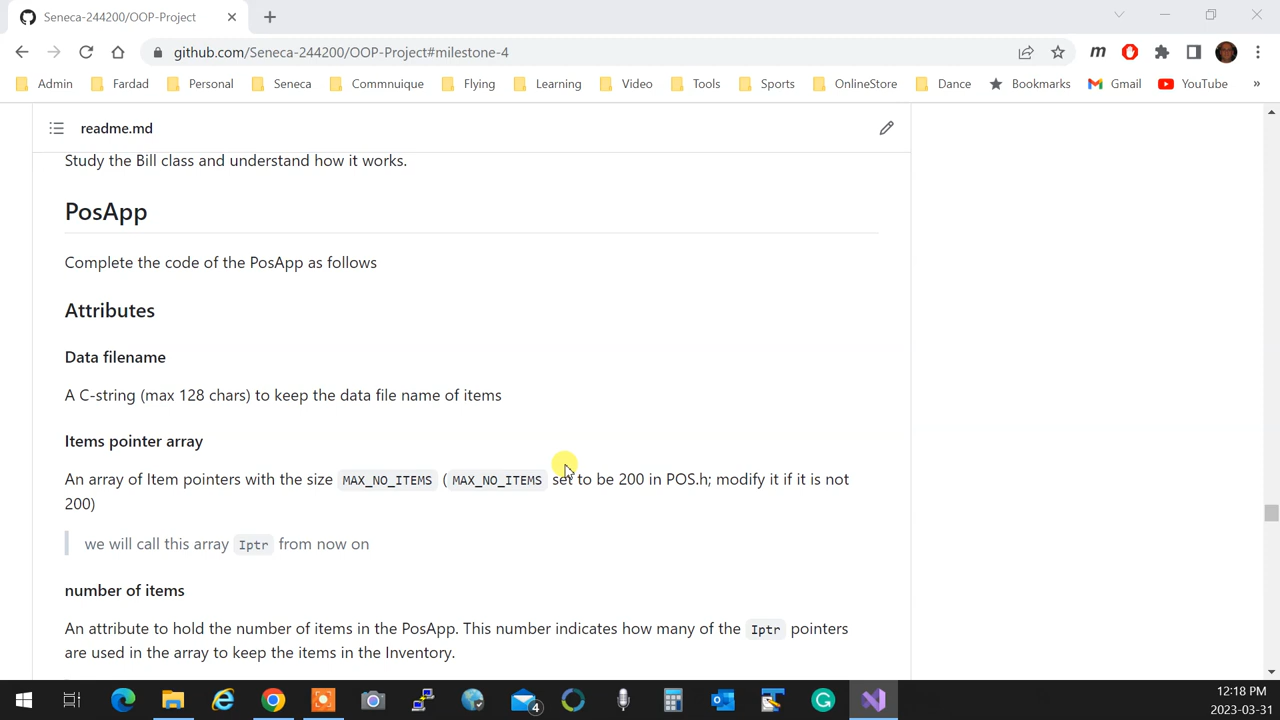 Seneca-244200/OOP-Project
github.com/Seneca-244200/OOP-Project#milestone-4
m
Admin Fardad Personal Seneca Commnuique Flying Learning Video Tools Sports OnlineStore Dance Bookmarks Gmail YouTube »
readme.md
Study the Bill class and understand how it works.
PosApp
Complete the code of the PosApp as follows
Attributes
Data filename
A C-string (max 128 chars) to keep the data file name of items
Items pointer array
An array of Item pointers with the size MAX_NO_ITEMS ( MAX_NO_ITEMS set to be 200 in POS.h; modify it if it is not
200)
we will call this array Iptr from now on
number of items
An attribute to hold the number of items in the PosApp. This number indicates how many of the Iptr pointers
are used in the array to keep the items in the Inventory.
4
12:18 PM
2023-03-31